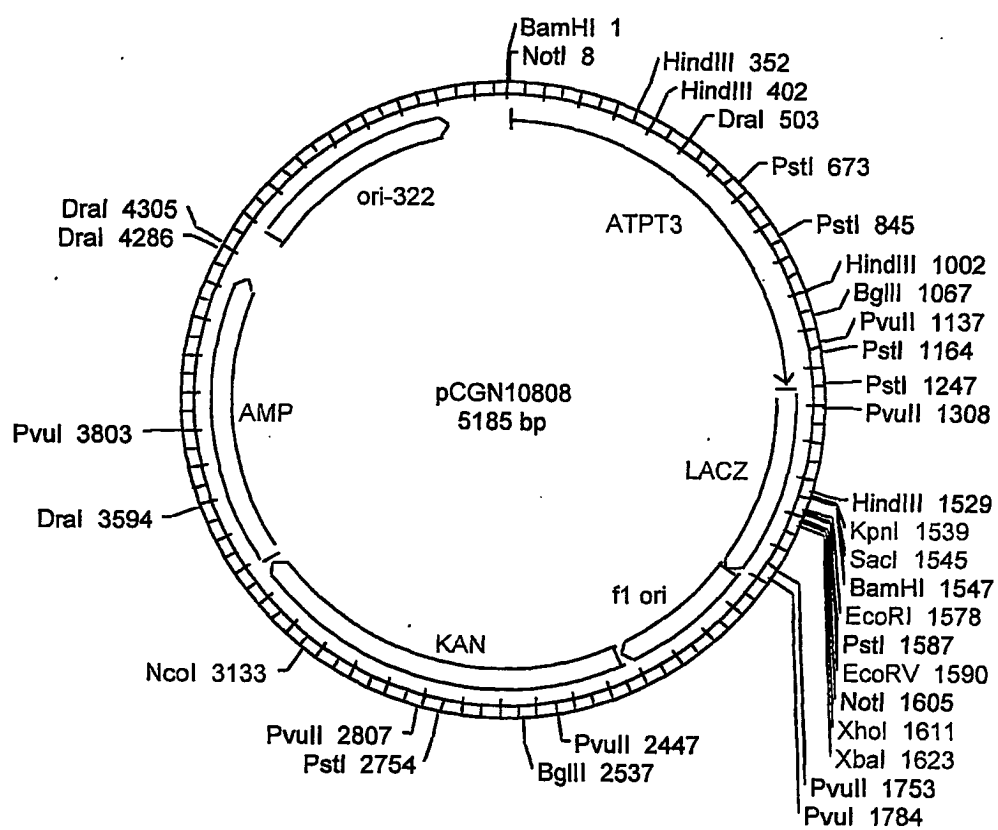 BamHI 1
NotI 8
HindIII 352
HindIII 402
DraI 503
PstI 673
PstI 845
HindIII 1002
BglII 1067
PvuII 1137
PstI 1164
PstI 1247
PvuII 1308
HindIII 1529
KpnI 1539
SacI 1545
BamHI 1547
EcoRI 1578
PstI 1587
EcoRV 1590
NotI 1605
XhoI 1611
XbaI 1623
PvuII 1753
PvuI 1784
PvuII 2447
BglII 2537
PstI 2754
PvuII 2807
NcoI 3133
DraI 3594
PvuI 3803
DraI 4286
DraI 4305
ori-322
ATPT3
LACZ
f1 ori
KAN
AMP
pCGN10808
5185 bp